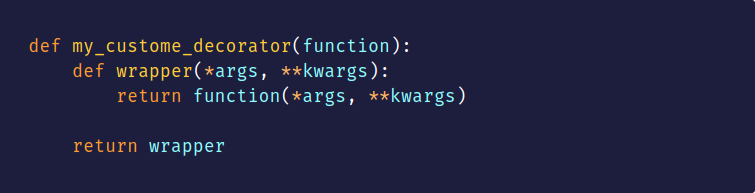 def my_custome_decorator(function):
    def wrapper(*args, **kwargs):
        return function(*args, **kwargs)

    return wrapper